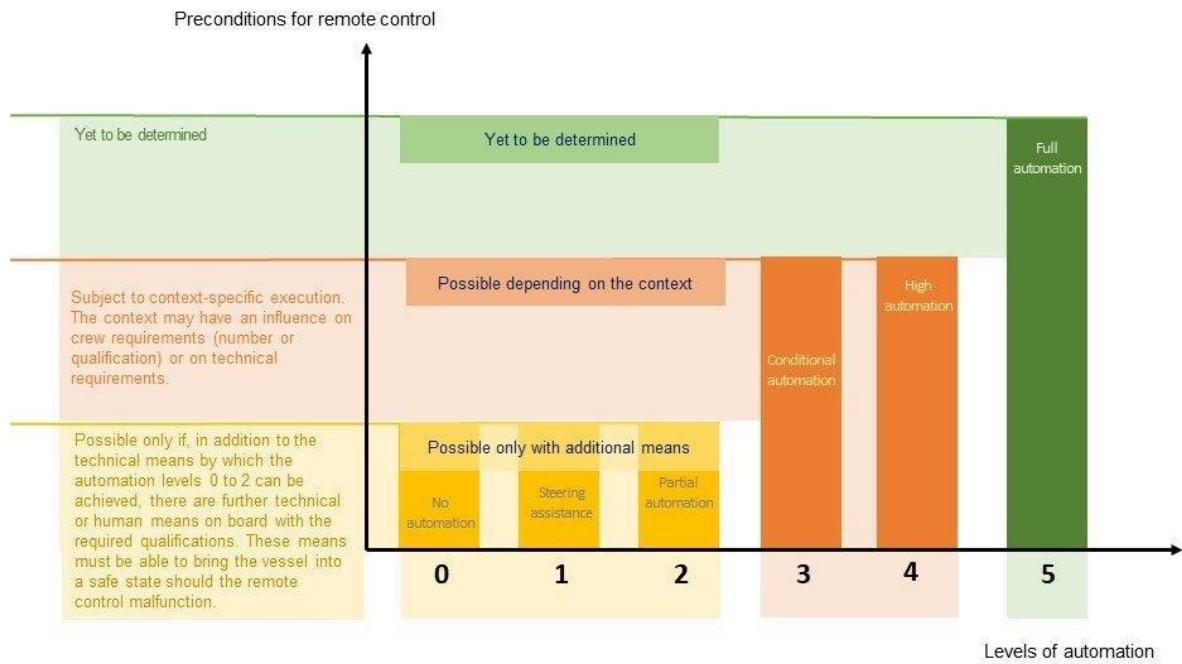 Preconditions for remote control
Yet to be determined
Yet to be determined
Full
automation
Subject to context-specific execution.
The context may have an influence on
crew requirements (number or
qualification) or on technical
requirements.
Possible depending on the context
Conditional
automation
High
automation
Possible only if, in addition to the
technical means by which the
automation levels 0 to 2 can be
achieved, there are further technical
or human means on board with the
required qualifications. These means
must be able to bring the vessel into
a safe state should the remote
control malfunction.
Possible only with additional means
No
automation
Steering
assistance
Partial
automation
0
1
2
3
4
5
Levels of automation